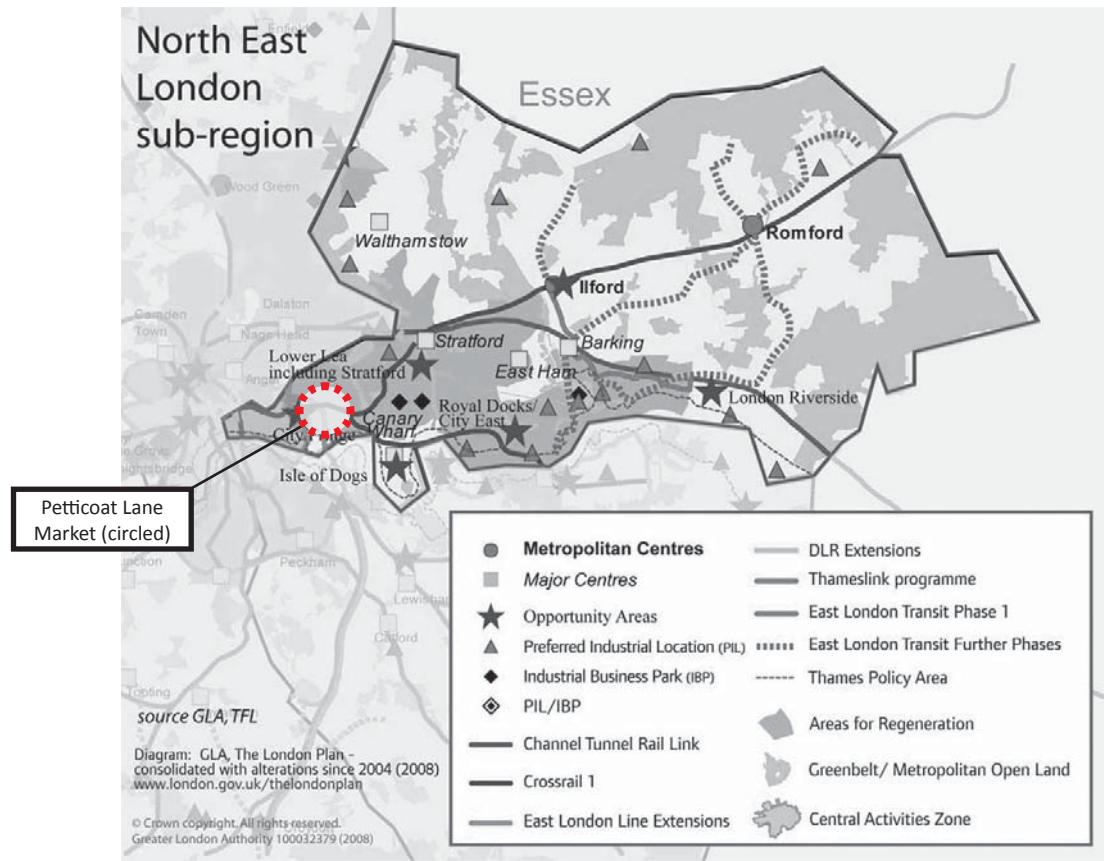 North East
London
sub-region
Enfield
Essex
Wood Green
Walthamstow
Romford
Ilford
Dalston
Camden
Town
Nage Head
Stratford
Barking
Lower Lea
including Stratford
East Ham
Royal Docks/
City East
London Riverside
Canary
Wharf
City Fringe
Isle of Dogs
Petticoat Lane
Market (circled)
Peckham
Lewisham
Catford
Tooting
source GLA, TFL
Diagram: GLA, The London Plan -
consolidated with alterations since 2004 (2008)
www.london.gov.uk/thelondonplan
© Crown copyright. All rights reserved.
Greater London Authority 100032379 (2008)
Metropolitan Centres
Major Centres
Opportunity Areas
Preferred Industrial Location (PIL)
Industrial Business Park (IBP)
PIL/IBP
Channel Tunnel Rail Link
Crossrail 1
East London Line Extensions
DLR Extensions
Thameslink programme
East London Transit Phase 1
East London Transit Further Phases
Thames Policy Area
Areas for Regeneration
Greenbelt/ Metropolitan Open Land
Central Activities Zone